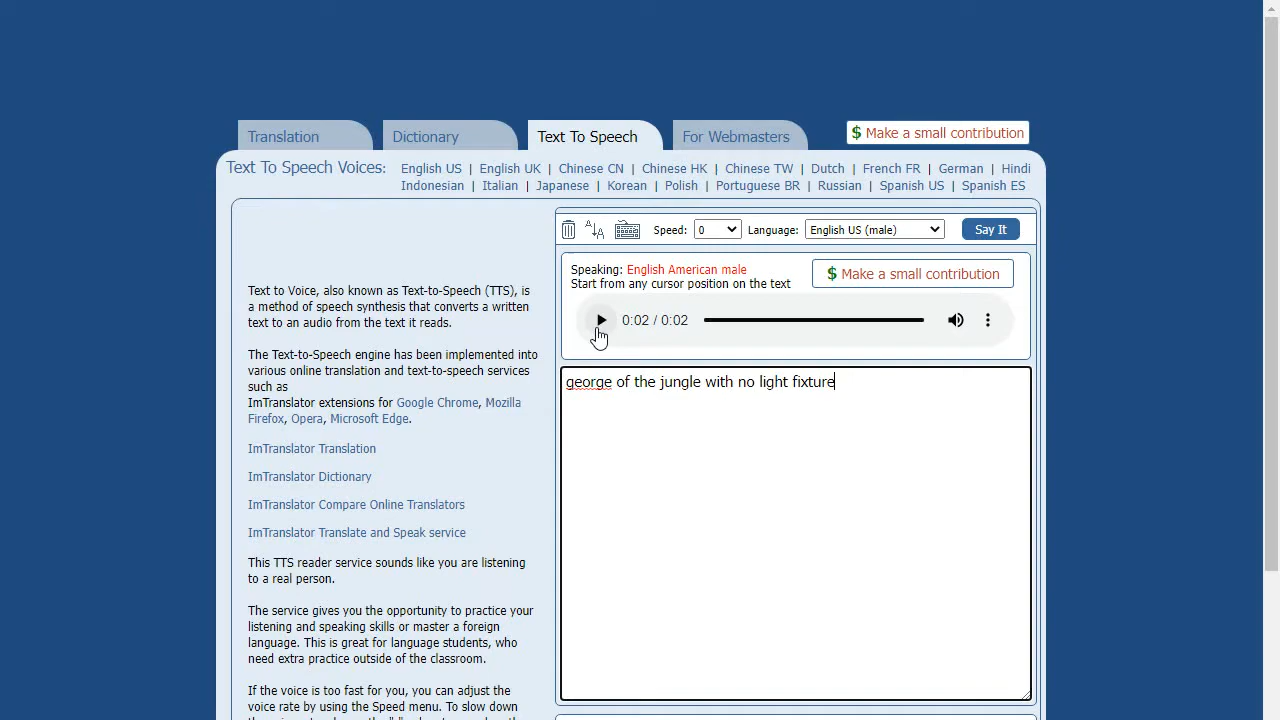 Translation
Dictionary
Text To Speech
For Webmasters
$ Make a small contribution
Text To Speech Voices: English US | English UK | Chinese CN | Chinese HK | Chinese TW | Dutch | French FR | German | Hindi
Indonesian | Italian | Japanese | Korean | Polish | Portuguese BR | Russian | Spanish US | Spanish ES
Speed: 0 Language: English US (male) Say It
Speaking: English American male
Start from any cursor position on the text
$ Make a small contribution
0:02 / 0:02
george of the jungle with no light fixture
Text to Voice, also known as Text-to-Speech (TTS), is
a method of speech synthesis that converts a written
text to an audio from the text it reads.
The Text-to-Speech engine has been implemented into
various online translation and text-to-speech services
such as
ImTranslator extensions for Google Chrome, Mozilla
Firefox, Opera, Microsoft Edge.
ImTranslator Translation
ImTranslator Dictionary
ImTranslator Compare Online Translators
ImTranslator Translate and Speak service
This TTS reader service sounds like you are listening
to a real person.
The service gives you the opportunity to practice your
listening and speaking skills or master a foreign
language. This is great for language students, who
need extra practice outside of the classroom.
If the voice is too fast for you, you can adjust the
voice rate by using the Speed menu. To slow down